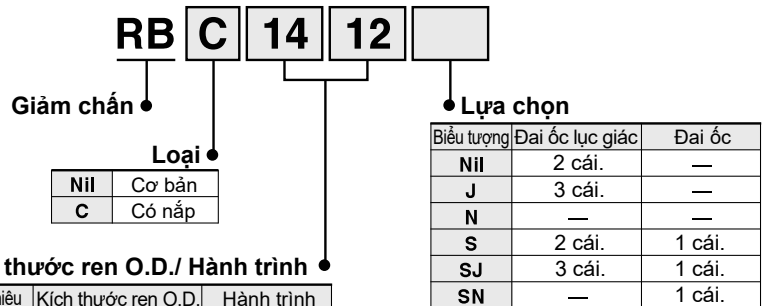 RB C 14 12
Giảm chấn
Lựa chọn
Biểu tượng Đai ốc lục giác Đai ốc
Nil 2 cái. —
J 3 cái. —
N — —
S 2 cái. 1 cái.
SJ 3 cái. 1 cái.
SN — 1 cái.
Loại
Nil Cơ bản
C Có nắp
thước ren O.D./ Hành trình
Kích thước ren O.D. Hành trình